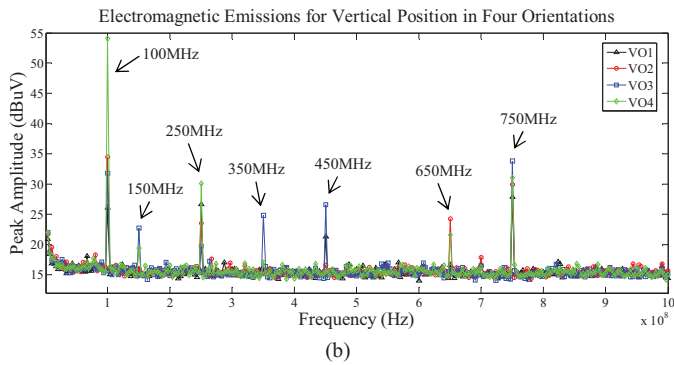 Electromagnetic Emissions for Vertical Position in Four Orientations
55
50
45
40
35
30
25
20
15
Peak Amplitude (dBuV)
100MHz
150MHz
250MHz
350MHz
450MHz
650MHz
750MHz
VO1
VO2
VO3
VO4
1 2 3 4 5 6 7 8 9 10
Frequency (Hz)
x 10⁸
(b)